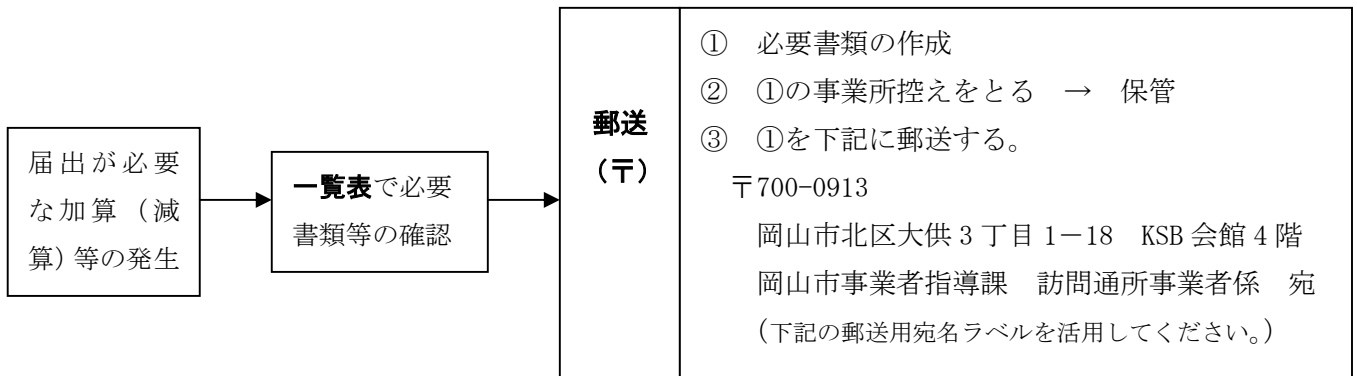 届出が必要
な加算（減
算）等の発生
一覧表で必要
書類等の確認
郵送
（〒）
①　必要書類の作成
②　①の事業所控えをとる　→　保管
③　①を下記に郵送する。
〒700-0913
岡山市北区大供３丁目１－18　KSB 会館４階
岡山市事業者指導課　訪問通所事業者係　宛
（下記の郵送用宛名ラベルを活用してください。）